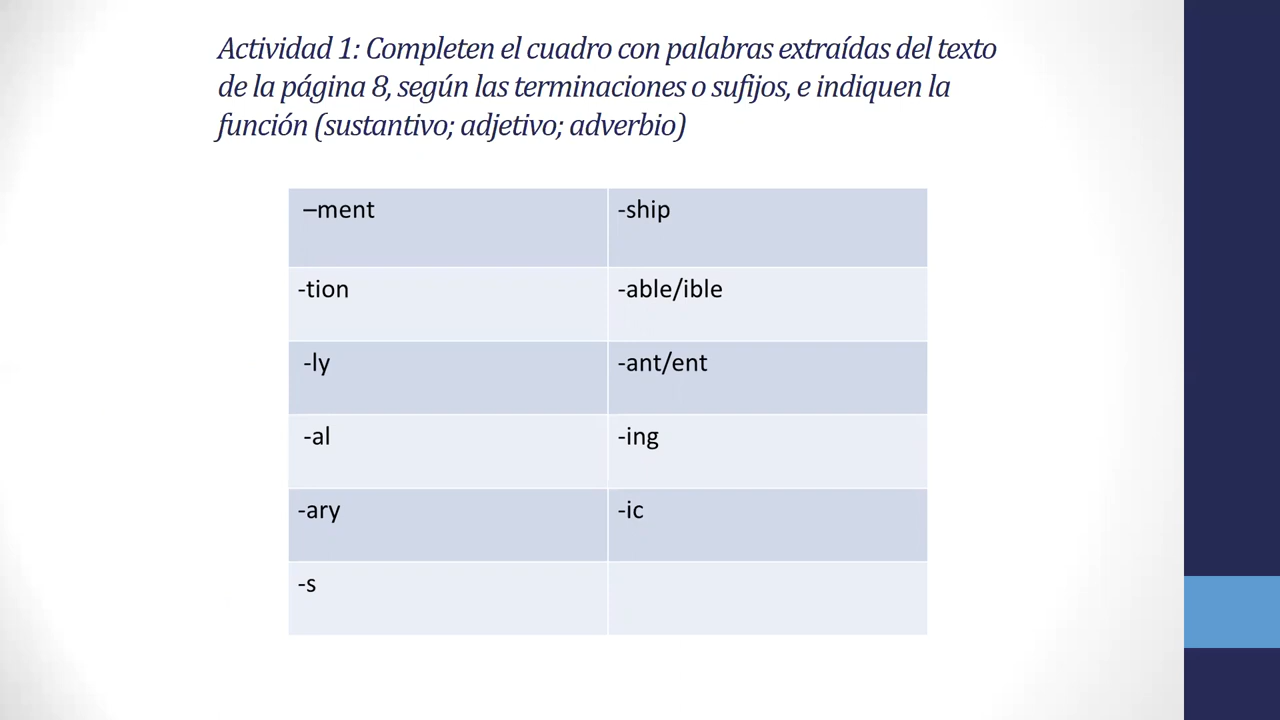 Actividad 1: Completen el cuadro con palabras extraídas del texto
de la página 8, según las terminaciones o sufijos, e indiquen la
función (sustantivo; adjetivo; adverbio)
–ment
-ship
-tion
-able/ible
-ly
-ant/ent
-al
-ing
-ary
-ic
-s